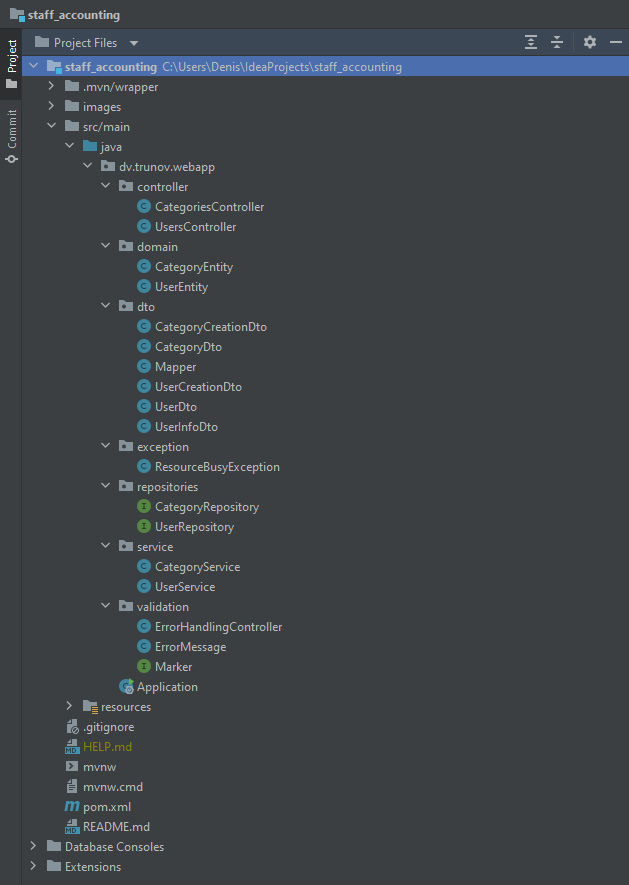 staff_accounting
Project
Commit
Project Files
staff_accounting C:\Users\Denis\IdeaProjects\staff_accounting
.mvn/wrapper
images
src/main
java
dv.trunov.webapp
controller
C CategoriesController
C UsersController
domain
C CategoryEntity
C UserEntity
dto
C CategoryCreationDto
C CategoryDto
C Mapper
C UserCreationDto
C UserDto
C UserInfoDto
exception
C ResourceBusyException
repositories
I CategoryRepository
I UserRepository
service
C CategoryService
C UserService
validation
C ErrorHandlingController
C ErrorMessage
I Marker
C Application
resources
.gitignore
MD HELP.md
mvnw
mvnw.cmd
m pom.xml
MD README.md
Database Consoles
Extensions